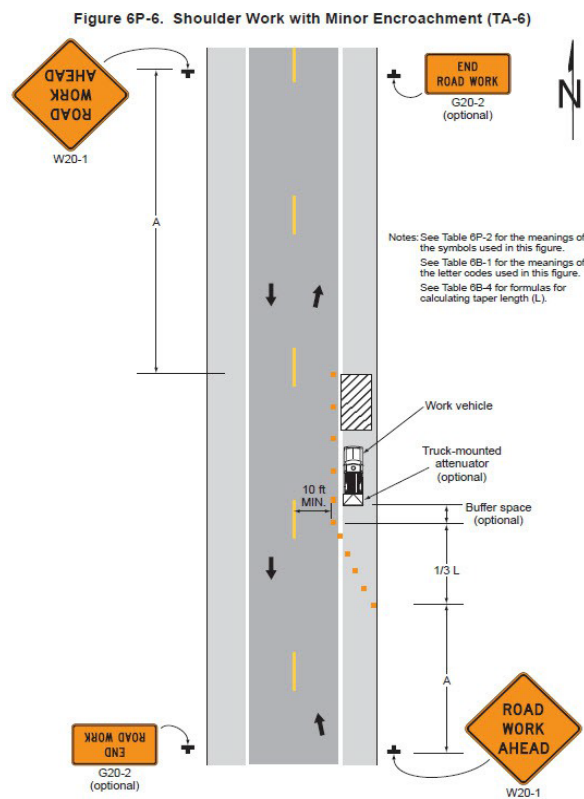 Figure 6P-6. Shoulder Work with Minor Encroachment (TA-6)
ROAD
WORK
AHEAD
W20-1
A
END
ROAD WORK
G20-2
(optional)
N
Notes: See Table 6P-2 for the meanings of
the symbols used in this figure.
See Table 6B-1 for the meanings of
the letter codes used in this figure.
See Table 6B-4 for formulas for
calculating taper length (L).
Work vehicle
Truck-mounted
attenuator
(optional)
10 ft
MIN.
Buffer space
(optional)
1/3 L
A
END
ROAD WORK
G20-2
(optional)
ROAD
WORK
AHEAD
W20-1